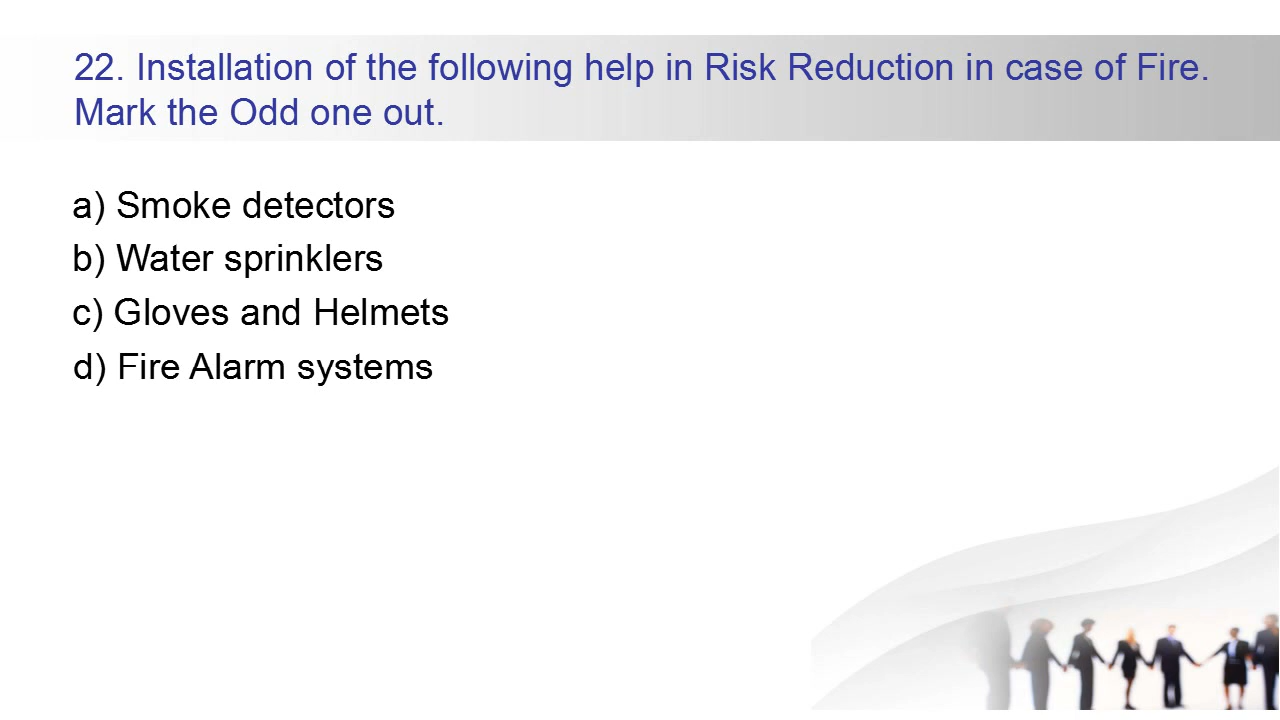 22. Installation of the following help in Risk Reduction in case of Fire.
Mark the Odd one out.
a) Smoke detectors
b) Water sprinklers
c) Gloves and Helmets
d) Fire Alarm systems